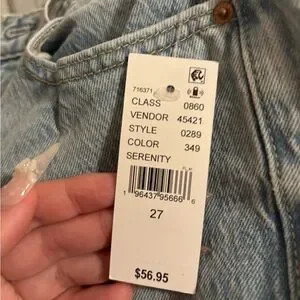 716371
CLASS 0860
VENDOR 45421
STYLE 0289
COLOR 349
SERENITY
1 96437 95666 6
27
$56.95